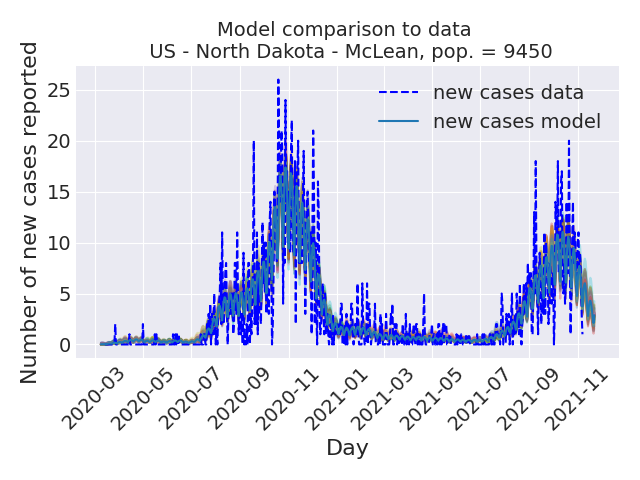 Model comparison to data
US - North Dakota - McLean, pop. = 9450
Number of new cases reported
25
20
15
10
5
0
new cases data
new cases model
2020-03
2020-05
2020-07
2020-09
2020-11
2021-01
2021-03
2021-05
2021-07
2021-09
2021-11
Day